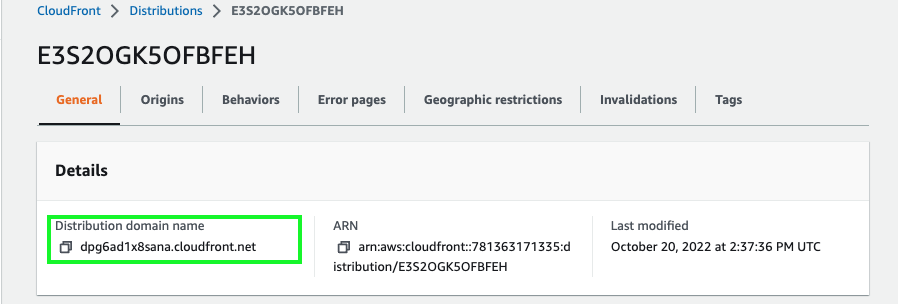 CloudFront > Distributions > E3S2OGK5OFBFEH
E3S2OGK5OFBFEH
General Origins Behaviors Error pages Geographic restrictions Invalidations Tags
Details
Distribution domain name
dpg6ad1x8sana.cloudfront.net
ARN
arn:aws:cloudfront::781363171335:d
istribution/E3S2OGK5OFBFEH
Last modified
October 20, 2022 at 2:37:36 PM UTC